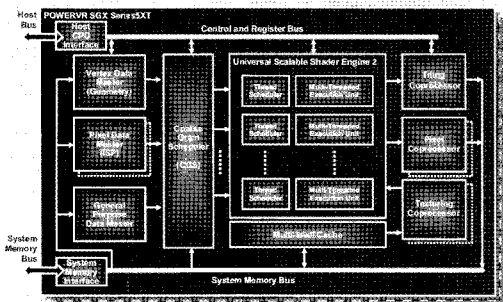 Host
Bus
POWERVR SGX Series5XT
Host
CPU
Interface
Control and Register Bus
Vertex Data
Master
(Geometry)
Pixel Data
Master
General
Purpose
Data Master
Coarse
Grain
Scheduler
(CGS)
Universal Scalable Shader Engine 2
Thread
Scheduler
Multi-Threaded
Execution Unit
Thread
Scheduler
Multi-Threaded
Execution Unit
Thread
Scheduler
Multi-Threaded
Execution Unit
Multi-level Cache
Tiling
Coprocessor
Pixel
Coprocessor
Texturing
Coprocessor
System
Memory
Bus
System
Memory
Interface
System Memory Bus